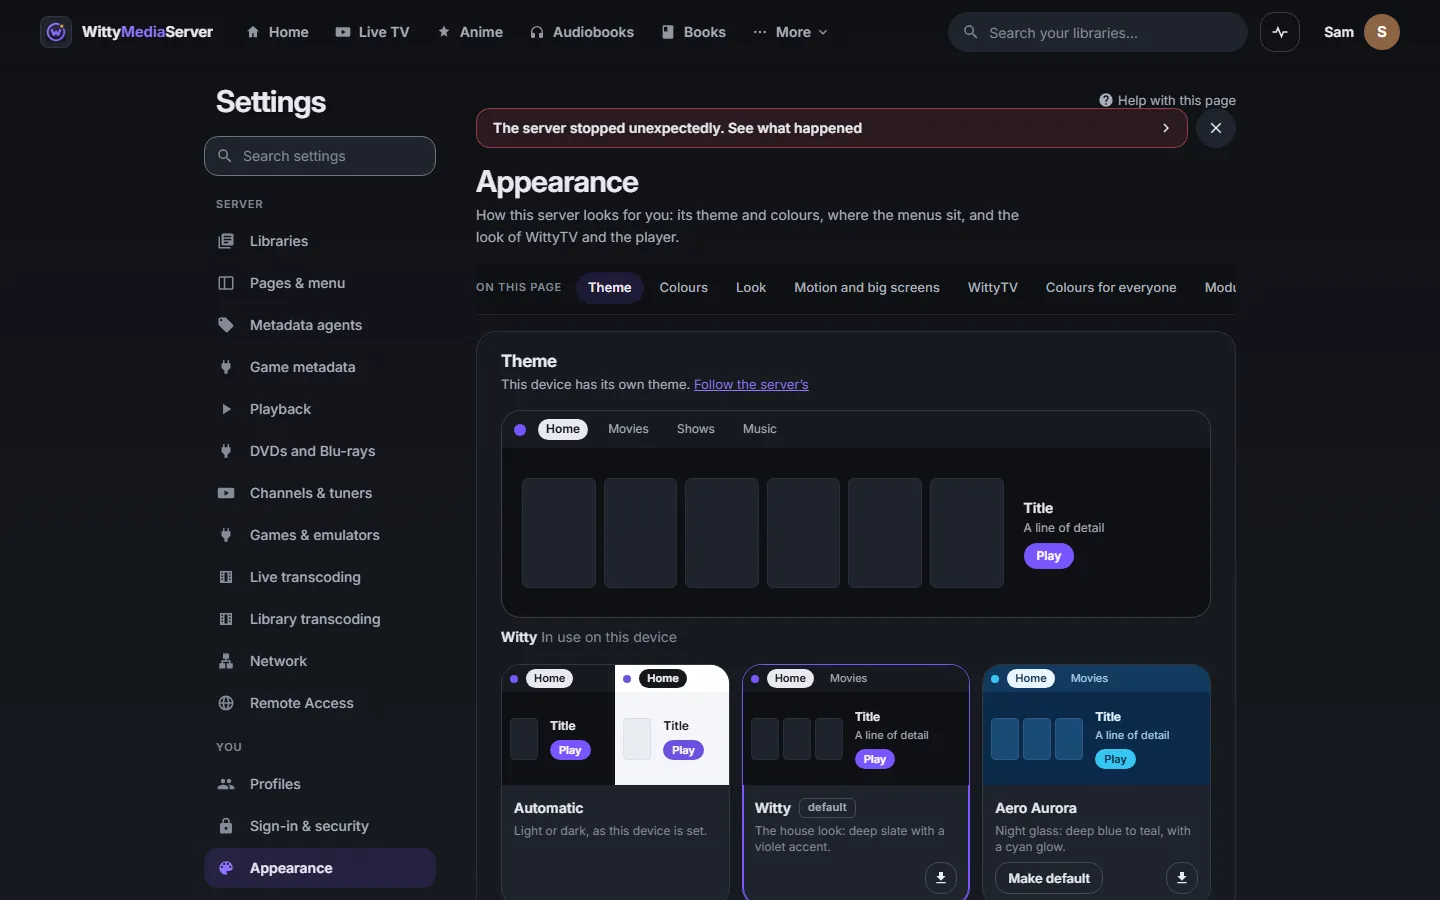 WittyMediaServer
Home
Live TV
Anime
Audiobooks
Books
More
Search your libraries...
Sam
S
Settings
Search settings
SERVER
Libraries
Pages & menu
Metadata agents
Game metadata
Playback
DVDs and Blu-rays
Channels & tuners
Games & emulators
Live transcoding
Library transcoding
Network
Remote Access
YOU
Profiles
Sign-in & security
Appearance
Help with this page
The server stopped unexpectedly. See what happened
Appearance
How this server looks for you: its theme and colours, where the menus sit, and the
look of WittyTV and the player.
ON THIS PAGE
Theme
Colours
Look
Motion and big screens
WittyTV
Colours for everyone
Modu
Theme
This device has its own theme. Follow the server's
Home
Movies
Shows
Music
Title
A line of detail
Play
Witty In use on this device
Home
Title
Play
Home
Title
Play
Automatic
Light or dark, as this device is set.
Home
Movies
Title
A line of detail
Play
Witty
default
The house look: deep slate with a
violet accent.
Home
Movies
Title
A line of detail
Play
Aero Aurora
Night glass: deep blue to teal, with
a cyan glow.
Make default